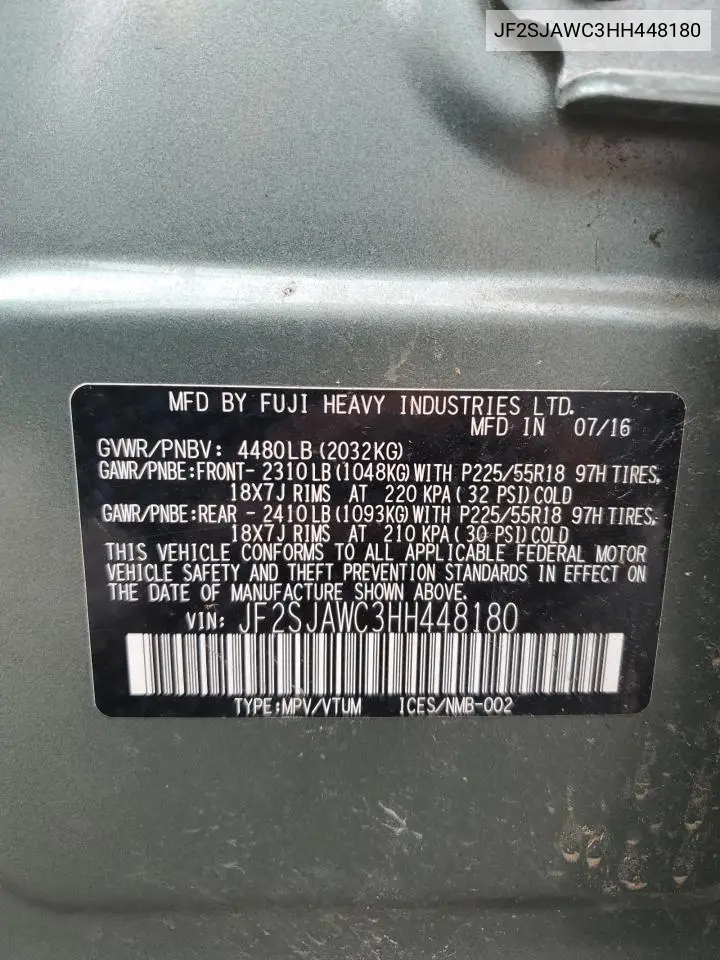 JF2SJAWC3HH448180
MFD BY FUJI HEAVY INDUSTRIES LTD.
MFD IN 07/16
GVWR/PNBV: 4480LB (2032KG)
GAWR/PNBE:FRONT- 2310LB(1048KG)WITH P225/55R18 97H TIRES,
18X7J RIMS AT 220 KPA( 32 PSI)COLD
GAWR/PNBE:REAR - 2410LB(1093KG)WITH P225/55R18 97H TIRES,
18X7J RIMS AT 210 KPA( 30 PSI)COLD
THIS VEHICLE CONFORMS TO ALL APPLICABLE FEDERAL MOTOR
VEHICLE SAFETY AND THEFT PREVENTION STANDARDS IN EFFECT ON
THE DATE OF MANUFACTURE SHOWN ABOVE.
VIN: JF2SJAWC3HH448180
TYPE:MPV/VTUM ICES/NMB-002